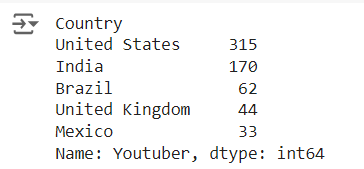 Country
United States 315
India 170
Brazil 62
United Kingdom 44
Mexico 33
Name: Youtuber, dtype: int64